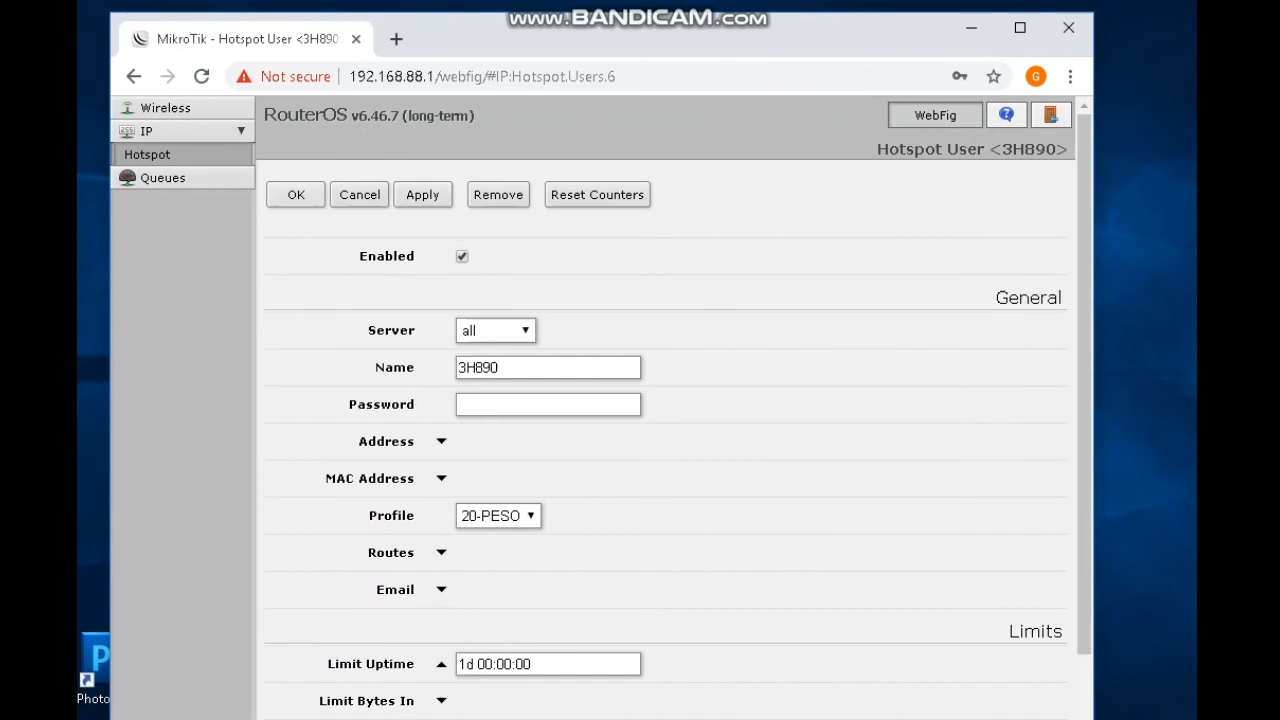 www.BANDICAM.com
MikroTik - Hotspot User <3H890
Not secure
192.168.88.1/webfig/#IP:Hotspot.Users.6
G
Wireless
IP
Hotspot
Queues
RouterOS v6.46.7 (long-term)
WebFig
Hotspot User <3H890>
OK
Cancel
Apply
Remove
Reset Counters
Enabled
General
Server all
Name 3H890
Password
Address
MAC Address
Profile 20-PESO
Routes
Email
Limits
Limit Uptime 1d 00:00:00
Limit Bytes In
P
Photo